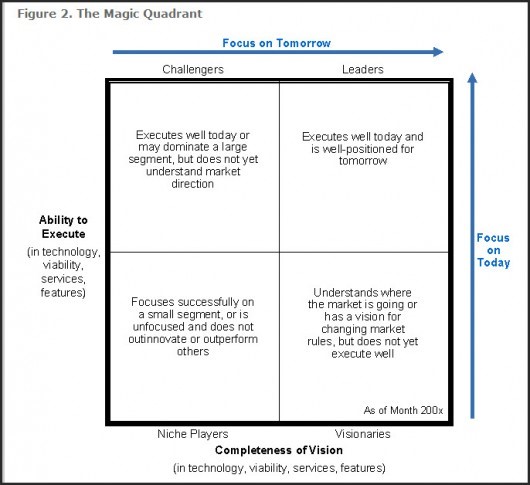 Figure 2. The Magic Quadrant
Focus on Tomorrow
Challengers
Leaders
Executes well today or
may dominate a large
segment, but does not yet
understand market
direction
Executes well today and
is well-positioned for
tomorrow
Ability to
Execute
(in technology,
viability,
services,
features)
Focus
on
Today
Focuses successfully on
a small segment, or is
unfocused and does not
outinnovate or outperform
others
Understands where
the market is going or
has a vision for
changing market
rules, but does not yet
execute well
As of Month 200x
Niche Players
Visionaries
Completeness of Vision
(in technology, viability, services, features)